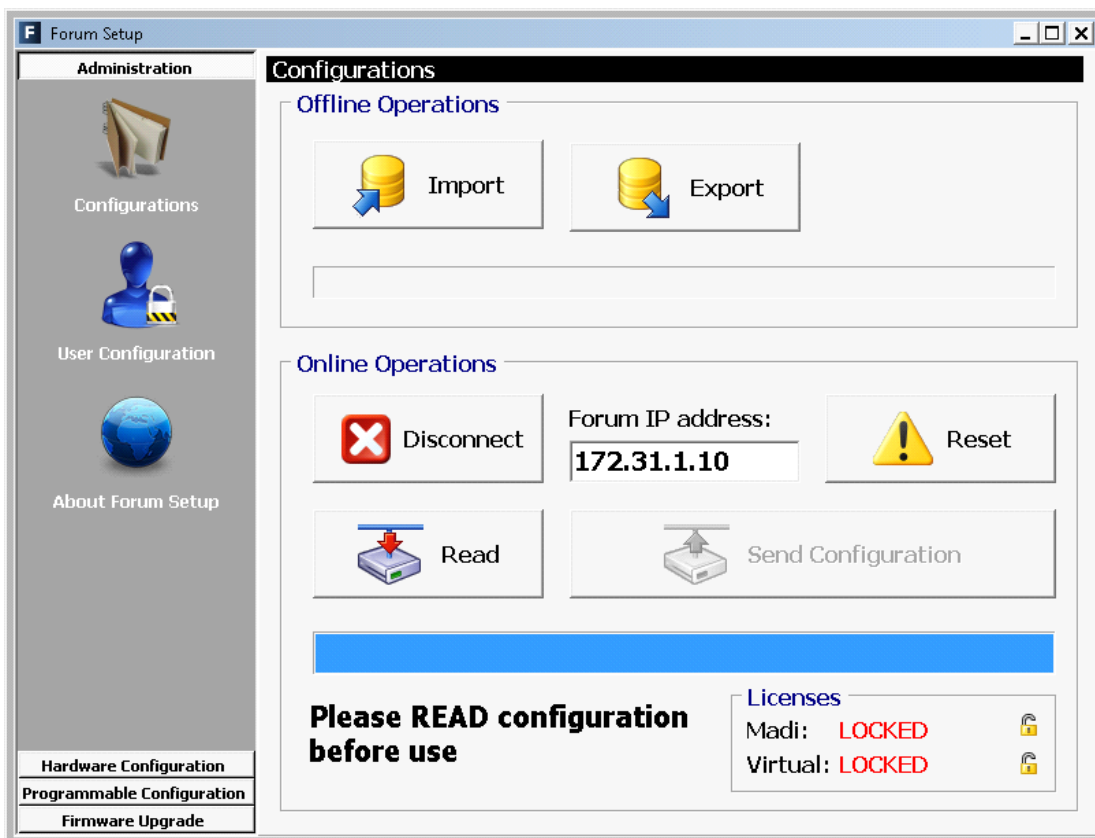 F Forum Setup
Administration
Configurations
User Configuration
About Forum Setup
Hardware Configuration
Programmable Configuration
Firmware Upgrade
Configurations
Offline Operations
Import
Export
Online Operations
Disconnect
Forum IP address:
172.31.1.10
Reset
Read
Send Configuration
Please READ configuration
before use
Licenses
Madi: LOCKED
Virtual: LOCKED